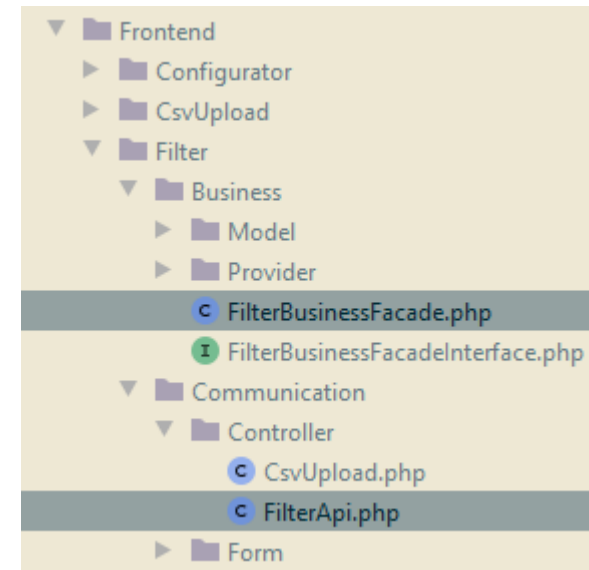 Frontend
Configurator
CsvUpload
Filter
Business
Model
Provider
C FilterBusinessFacade.php
I FilterBusinessFacadeInterface.php
Communication
Controller
C CsvUpload.php
C FilterApi.php
Form